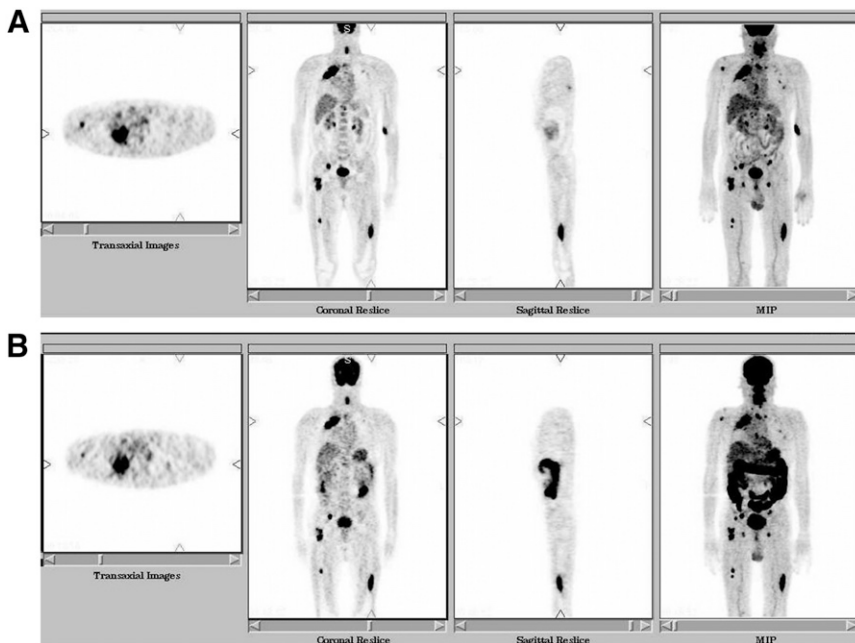 A
S
Transaxial Images
Coronal Reslice
Sagittal Reslice
MIP
B
S
Transaxial Images
Coronal Reslice
Sagittal Reslice
MIP